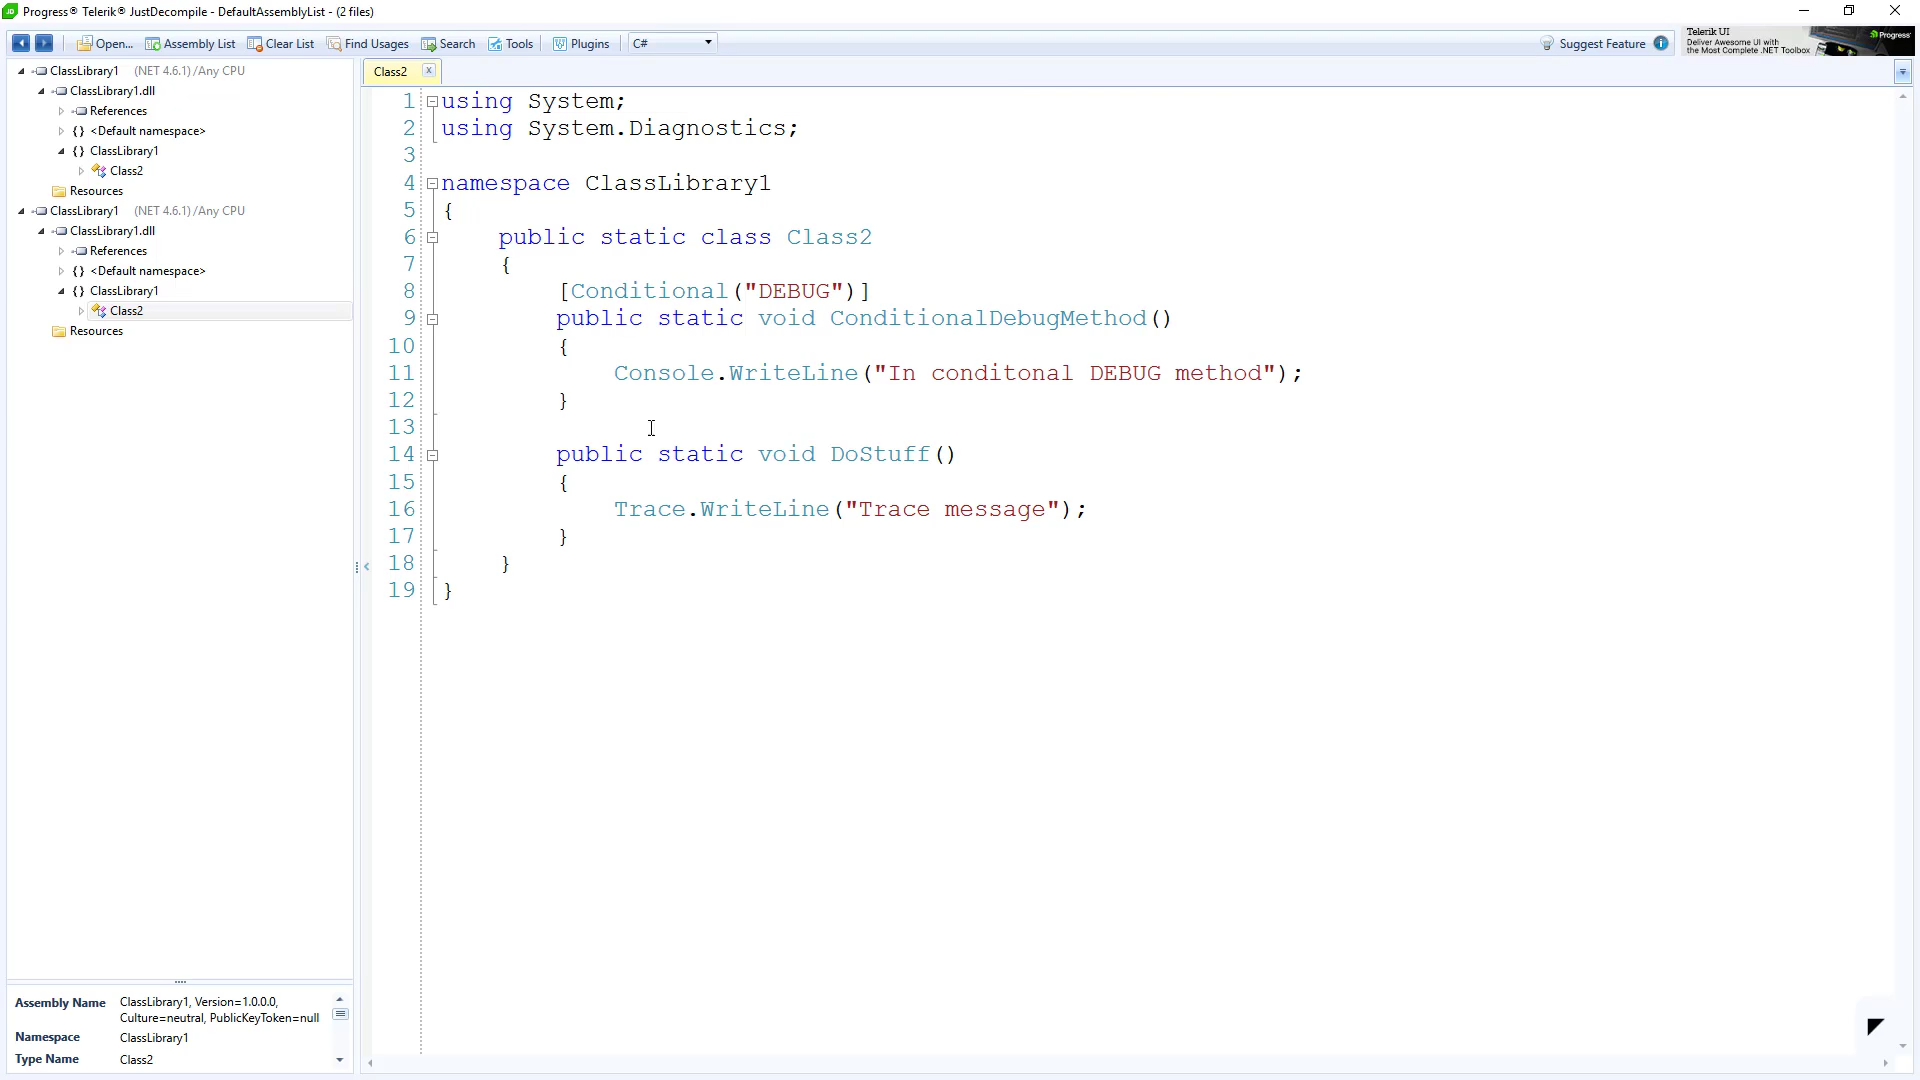 Progress® Telerik® JustDecompile - DefaultAssemblyList - (2 files)
Open... Assembly List Clear List Find Usages Search Tools Plugins C# Suggest Feature
Telerik UI
Deliver Awesome UI with
the Most Complete .NET Toolbox
Progress
ClassLibrary1 (NET 4.6.1) /Any CPU
ClassLibrary1.dll
References
{} <Default namespace>
{} ClassLibrary1
Class2
Resources
ClassLibrary1 (NET 4.6.1) /Any CPU
ClassLibrary1.dll
References
{} <Default namespace>
{} ClassLibrary1
Class2
Resources
Class2
1 using System;
2 using System.Diagnostics;
3
4 namespace ClassLibrary1
5 {
6 public static class Class2
7 {
8 [Conditional("DEBUG")]
9 public static void ConditionalDebugMethod()
10 {
11 Console.WriteLine("In conditonal DEBUG method");
12 }
13
14 public static void DoStuff()
15 {
16 Trace.WriteLine("Trace message");
17 }
18 }
19 }
Assembly Name ClassLibrary1, Version=1.0.0.0,
Culture=neutral, PublicKeyToken=null
Namespace ClassLibrary1
Type Name Class2